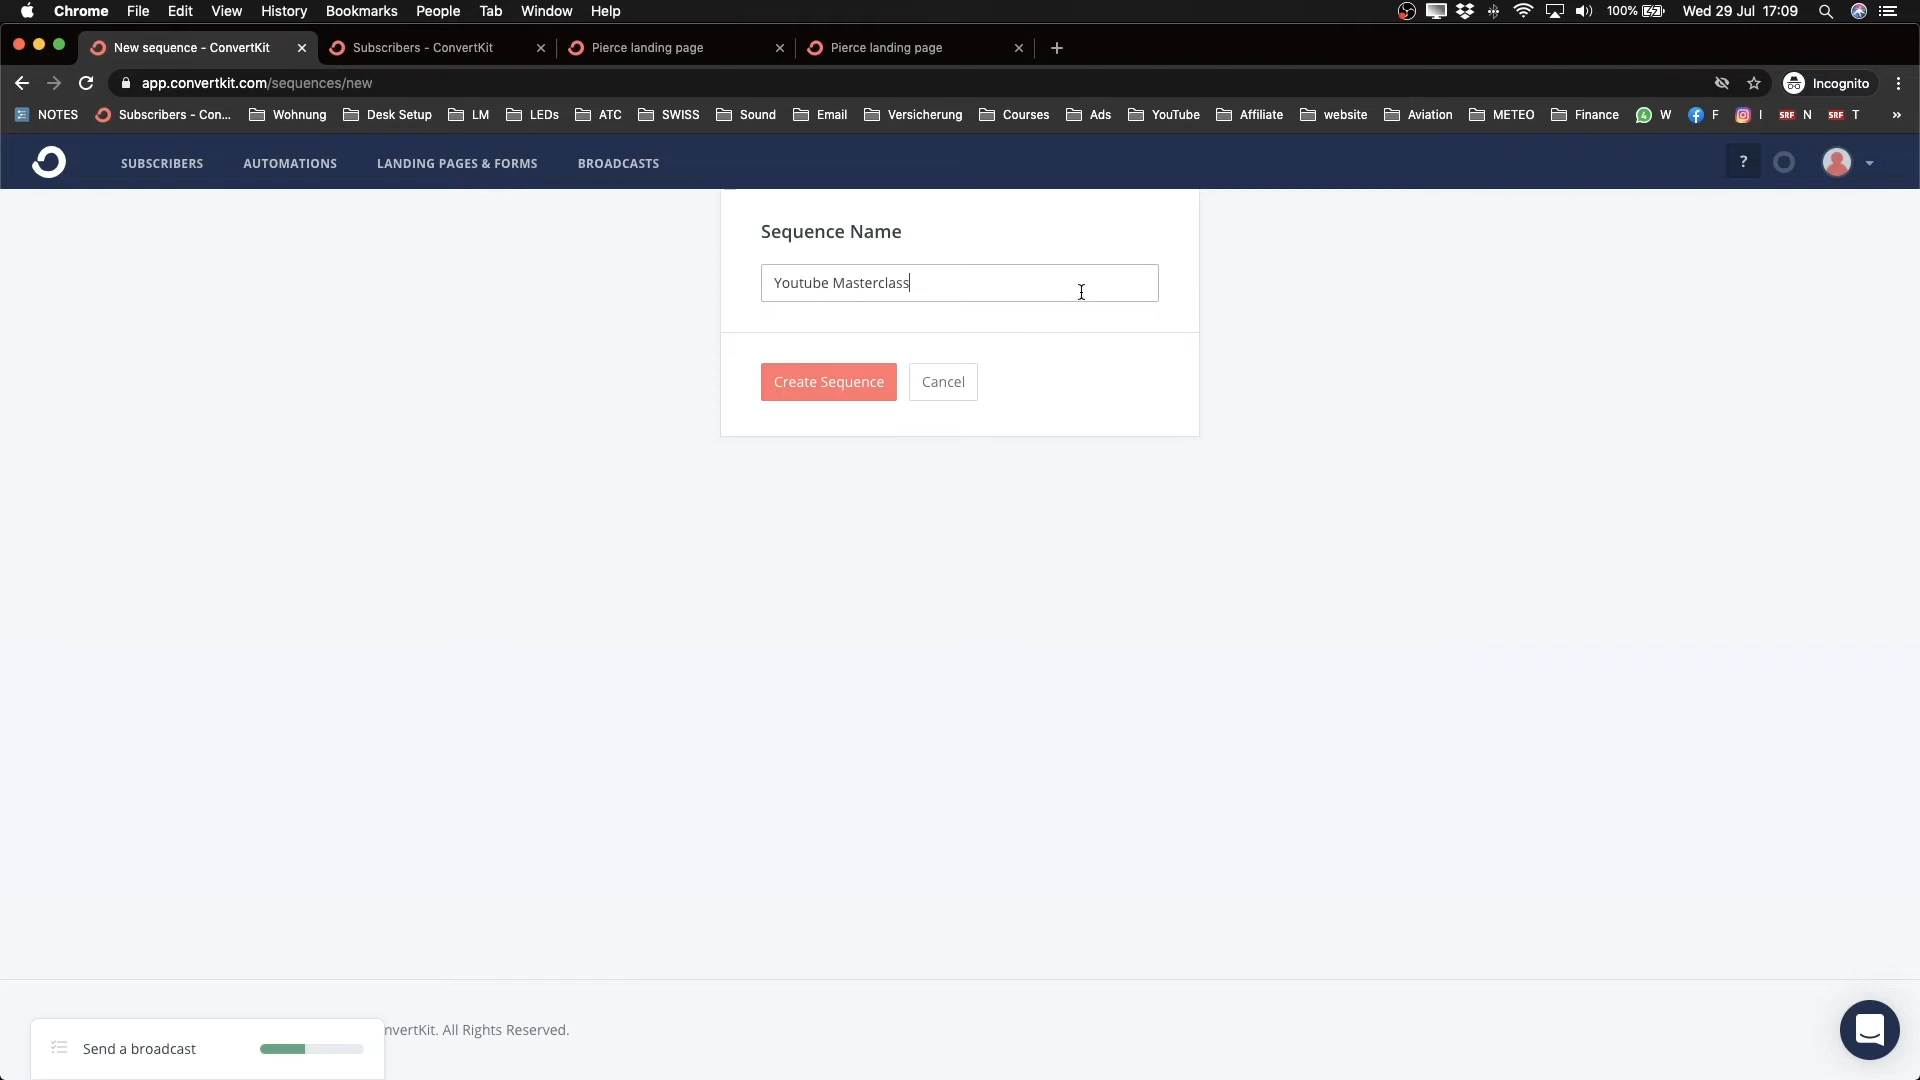 Chrome File Edit View History Bookmarks People Tab Window Help 100% Wed 29 Jul 17:09
New sequence - ConvertKit Subscribers - ConvertKit Pierce landing page Pierce landing page
app.convertkit.com/sequences/new Incognito
NOTES Subscribers - Con... Wohnung Desk Setup LM LEDs ATC SWISS Sound Email Versicherung Courses Ads YouTube Affiliate website Aviation METEO Finance 4 W F I SRF N SRF T »
SUBSCRIBERS AUTOMATIONS LANDING PAGES & FORMS BROADCASTS ?
Sequence Name
Youtube Masterclass
Create Sequence Cancel
nvertKit. All Rights Reserved.
Send a broadcast